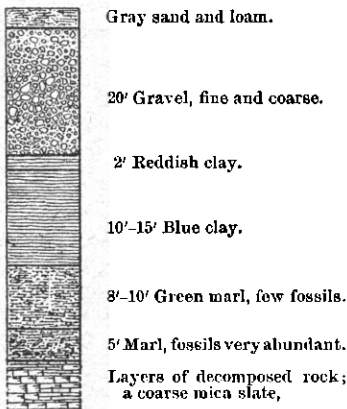 Gray sand and loam.
20′ Gravel, fine and coarse.
2′ Reddish clay.
10′–15′ Blue clay.
8′–10′ Green marl, few fossils.
5′ Marl, fossils very abundant.
Layers of decomposed rock;
a coarse mica slate,